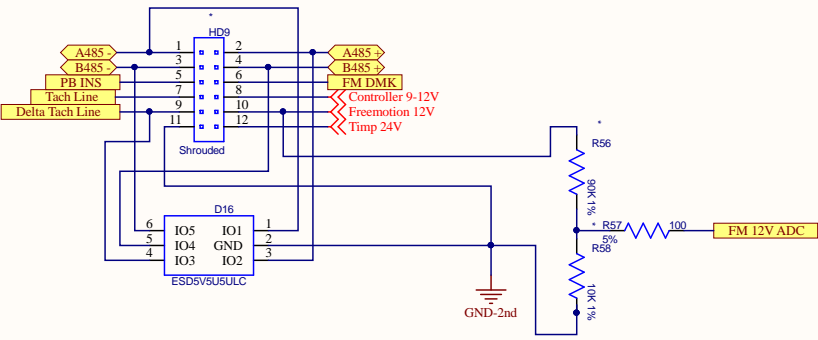 *
HD9
A485 -
1
2
A485 +
B485 -
3
4
B485 +
PB INS
5
6
FM DMK
Tach Line
7
8
Controller 9-12V
Delta Tach Line
9
10
Freemotion 12V
11
12
Timp 24V
Shrouded
*
R56
90K 1%
D16
6
IO5
IO1
1
5
IO4
GND
2
4
IO3
IO2
3
ESD5V5U5ULC
*
R57
100
5%
FM 12V ADC
R58
10K 1%
GND-2nd